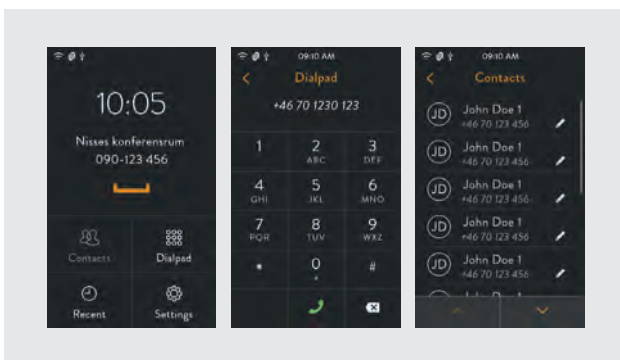 10:05
Nisses konferensrum
090-123 456
Contacts
Dialpad
Recent
Settings
09:10 AM
Dialpad
+46 70 1230 123
1 2 3
ABC DEF
4 5 6
GHI JKL MNO
7 8 9
PQR TUV WXZ
* 0 #
+
09:10 AM
Contacts
JD John Doe 1
+46 70 123 456
JD John Doe 1
+46 70 123 456
JD John Doe 1
+46 70 123 456
JD John Doe 1
+46 70 123 456
JD John Doe 1
+46 70 123 456